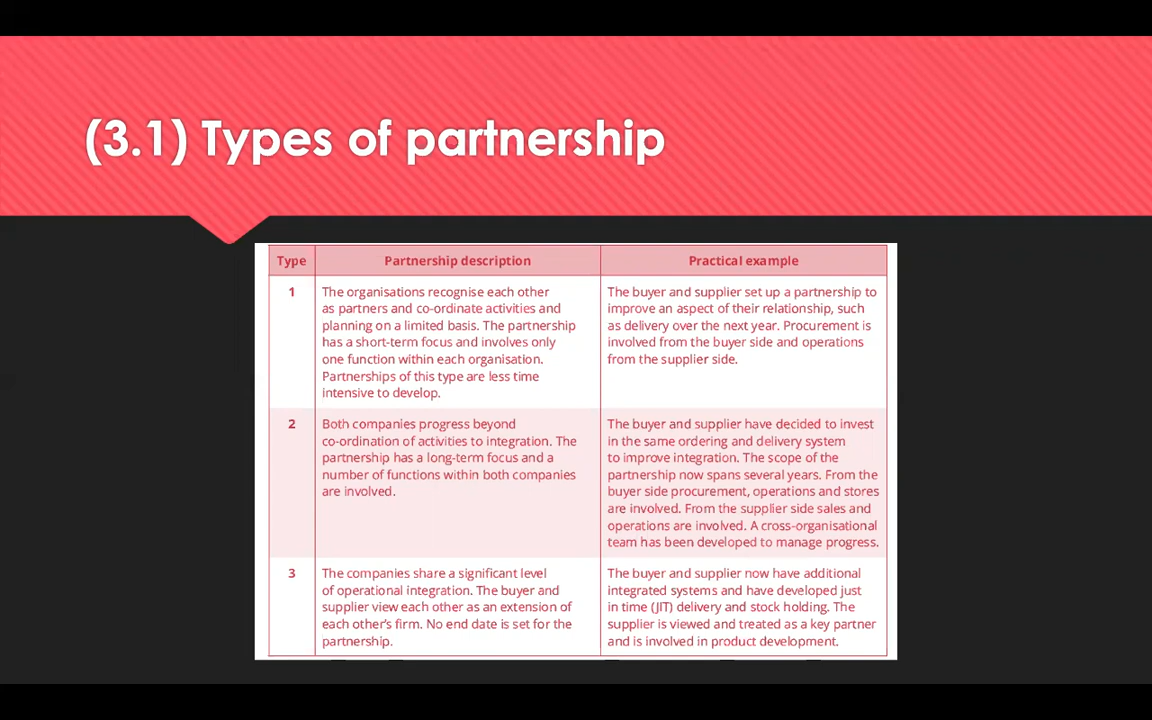 (3.1) Types of partnership
Type
Partnership description
Practical example
1
The organisations recognise each other
as partners and co-ordinate activities and
planning on a limited basis. The partnership
has a short-term focus and involves only
one function within each organisation.
Partnerships of this type are less time
intensive to develop.
The buyer and supplier set up a partnership to
improve an aspect of their relationship, such
as delivery over the next year. Procurement is
involved from the buyer side and operations
from the supplier side.
2
Both companies progress beyond
co-ordination of activities to integration. The
partnership has a long-term focus and a
number of functions within both companies
are involved.
The buyer and supplier have decided to invest
in the same ordering and delivery system
to improve integration. The scope of the
partnership now spans several years. From the
buyer side procurement, operations and stores
are involved. From the supplier side sales and
operations are involved. A cross-organisational
team has been developed to manage progress.
3
The companies share a significant level
of operational integration. The buyer and
supplier view each other as an extension of
each other's firm. No end date is set for the
partnership.
The buyer and supplier now have additional
integrated systems and have developed just
in time (JIT) delivery and stock holding. The
supplier is viewed and treated as a key partner
and is involved in product development.